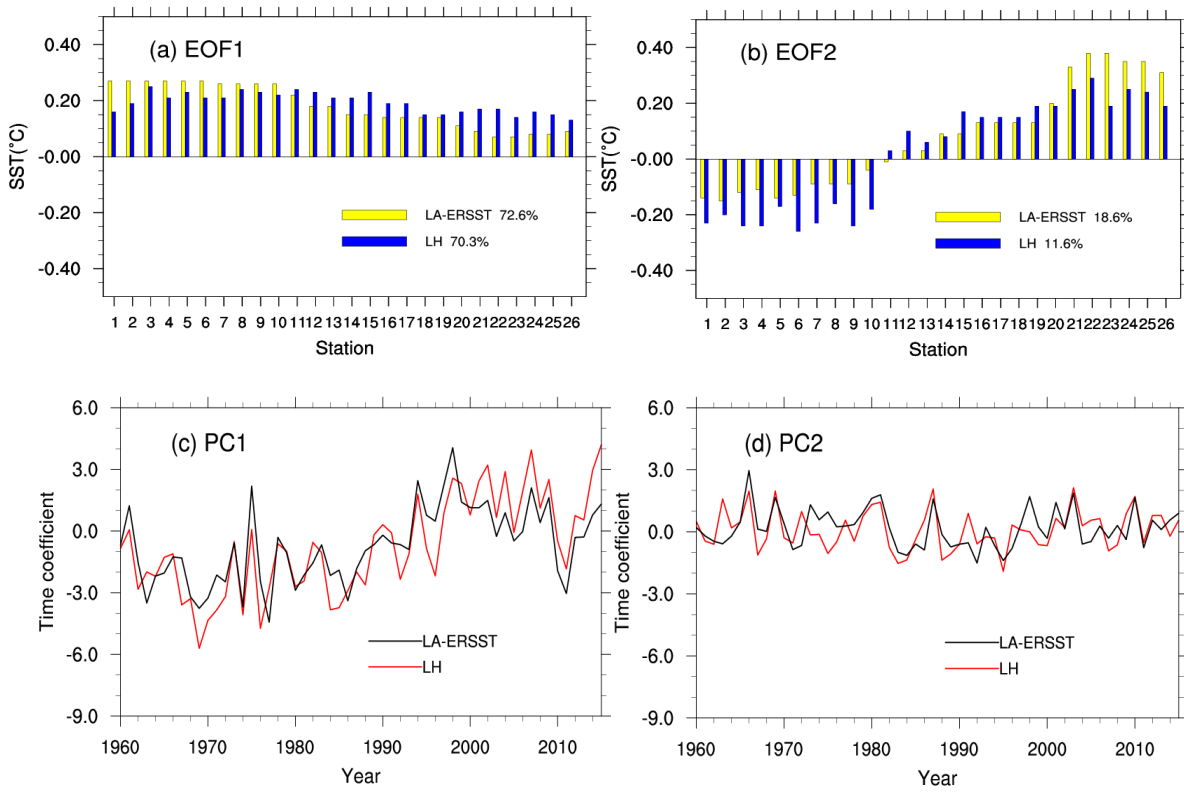 (a) EOF1
SST(°C)
0.40
0.20
-0.00
-0.20
-0.40
LA-ERSST 72.6%
LH 70.3%
1 2 3 4 5 6 7 8 9 10 11 12 13 14 15 16 17 18 19 20 21 22 23 24 25 26
Station
(b) EOF2
SST(°C)
0.40
0.20
-0.00
-0.20
-0.40
LA-ERSST 18.6%
LH 11.6%
1 2 3 4 5 6 7 8 9 10 11 12 13 14 15 16 17 18 19 20 21 22 23 24 25 26
Station
(c) PC1
Time coefficient
6.0
3.0
0.0
-3.0
-6.0
-9.0
LA-ERSST
LH
1960 1970 1980 1990 2000 2010
Year
(d) PC2
Time coefficient
6.0
3.0
0.0
-3.0
-6.0
-9.0
LA-ERSST
LH
1960 1970 1980 1990 2000 2010
Year